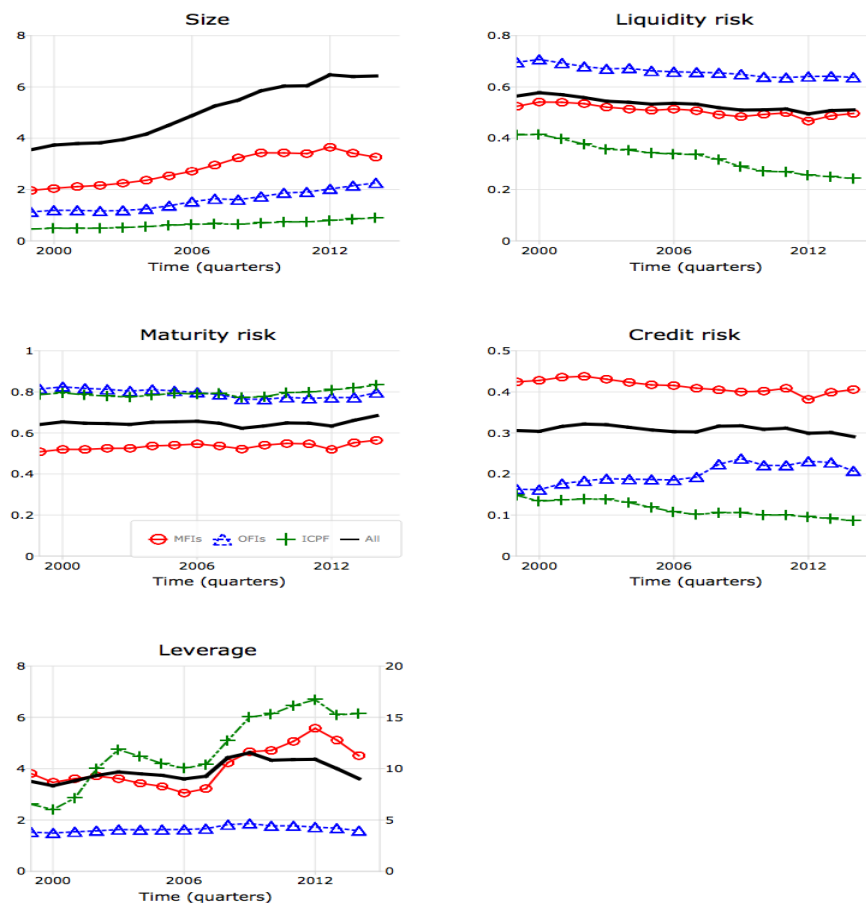 Size
8
6
4
2
0
2000 2006 2012
Time (quarters)
Liquidity risk
0.8
0.6
0.4
0.2
0
2000 2006 2012
Time (quarters)
Maturity risk
1
0.8
0.6
0.4
0.2
0
MFIs OFIs ICPF All
2000 2006 2012
Time (quarters)
Credit risk
0.5
0.4
0.3
0.2
0.1
0
2000 2006 2012
Time (quarters)
Leverage
8 20
6 15
4 10
2 5
0 0
2000 2006 2012
Time (quarters)